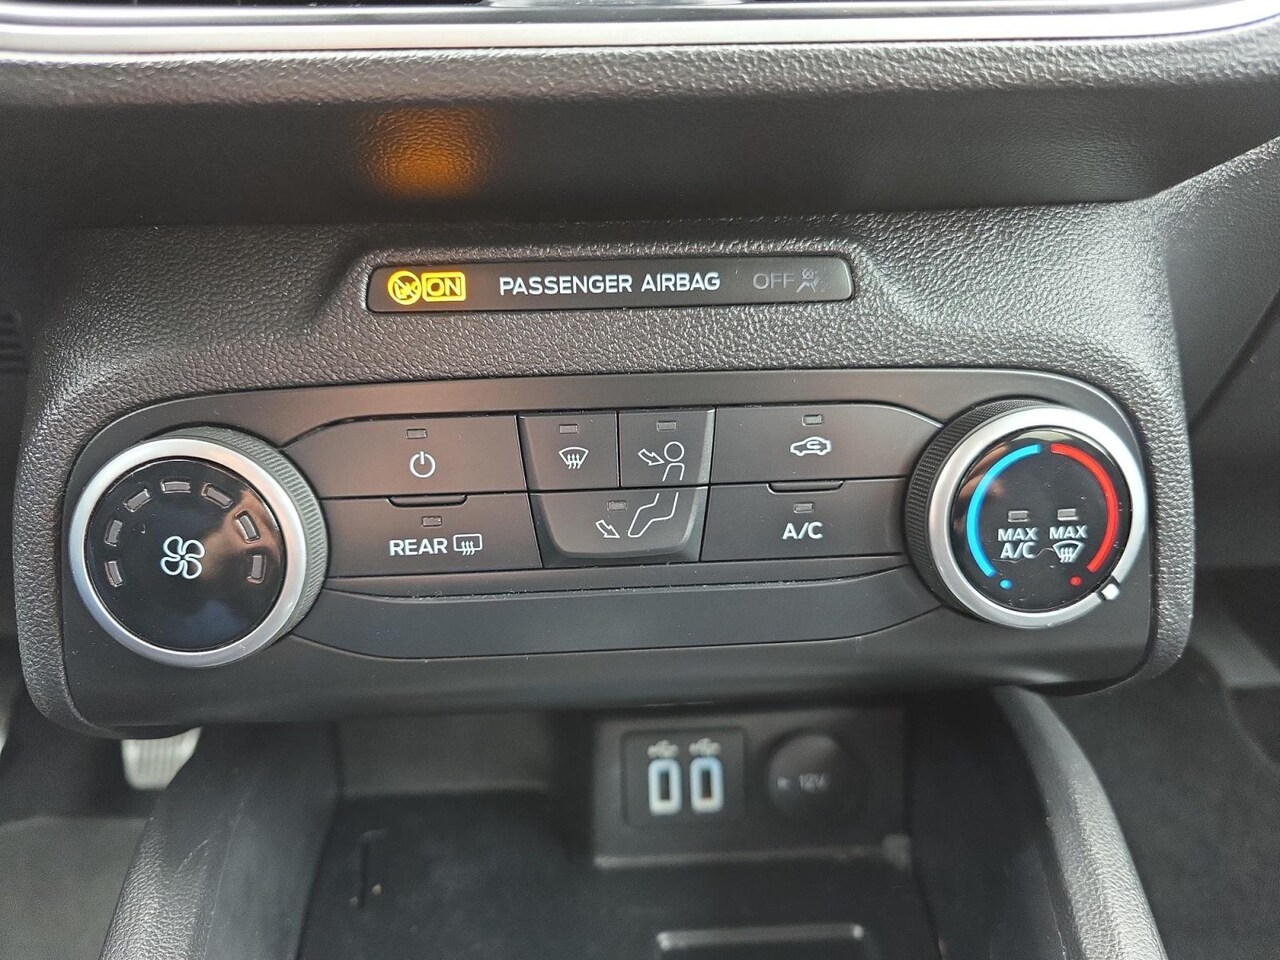 ON PASSENGER AIRBAG OFF
REAR
A/C
MAX A/C
MAX
12V